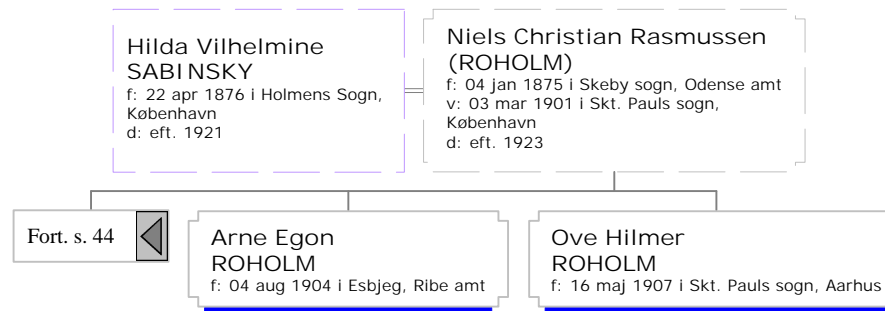 Hilda Vilhelmine
SABINSKY
f: 22 apr 1876 i Holmens Sogn,
København
d: eft. 1921
Niels Christian Rasmussen
(ROHOLM)
f: 04 jan 1875 i Skeby sogn, Odense amt
v: 03 mar 1901 i Skt. Pauls sogn,
København
d: eft. 1923
Fort. s. 44
Arne Egon
ROHOLM
f: 04 aug 1904 i Esbjeg, Ribe amt
Ove Hilmer
ROHOLM
f: 16 maj 1907 i Skt. Pauls sogn, Aarhus